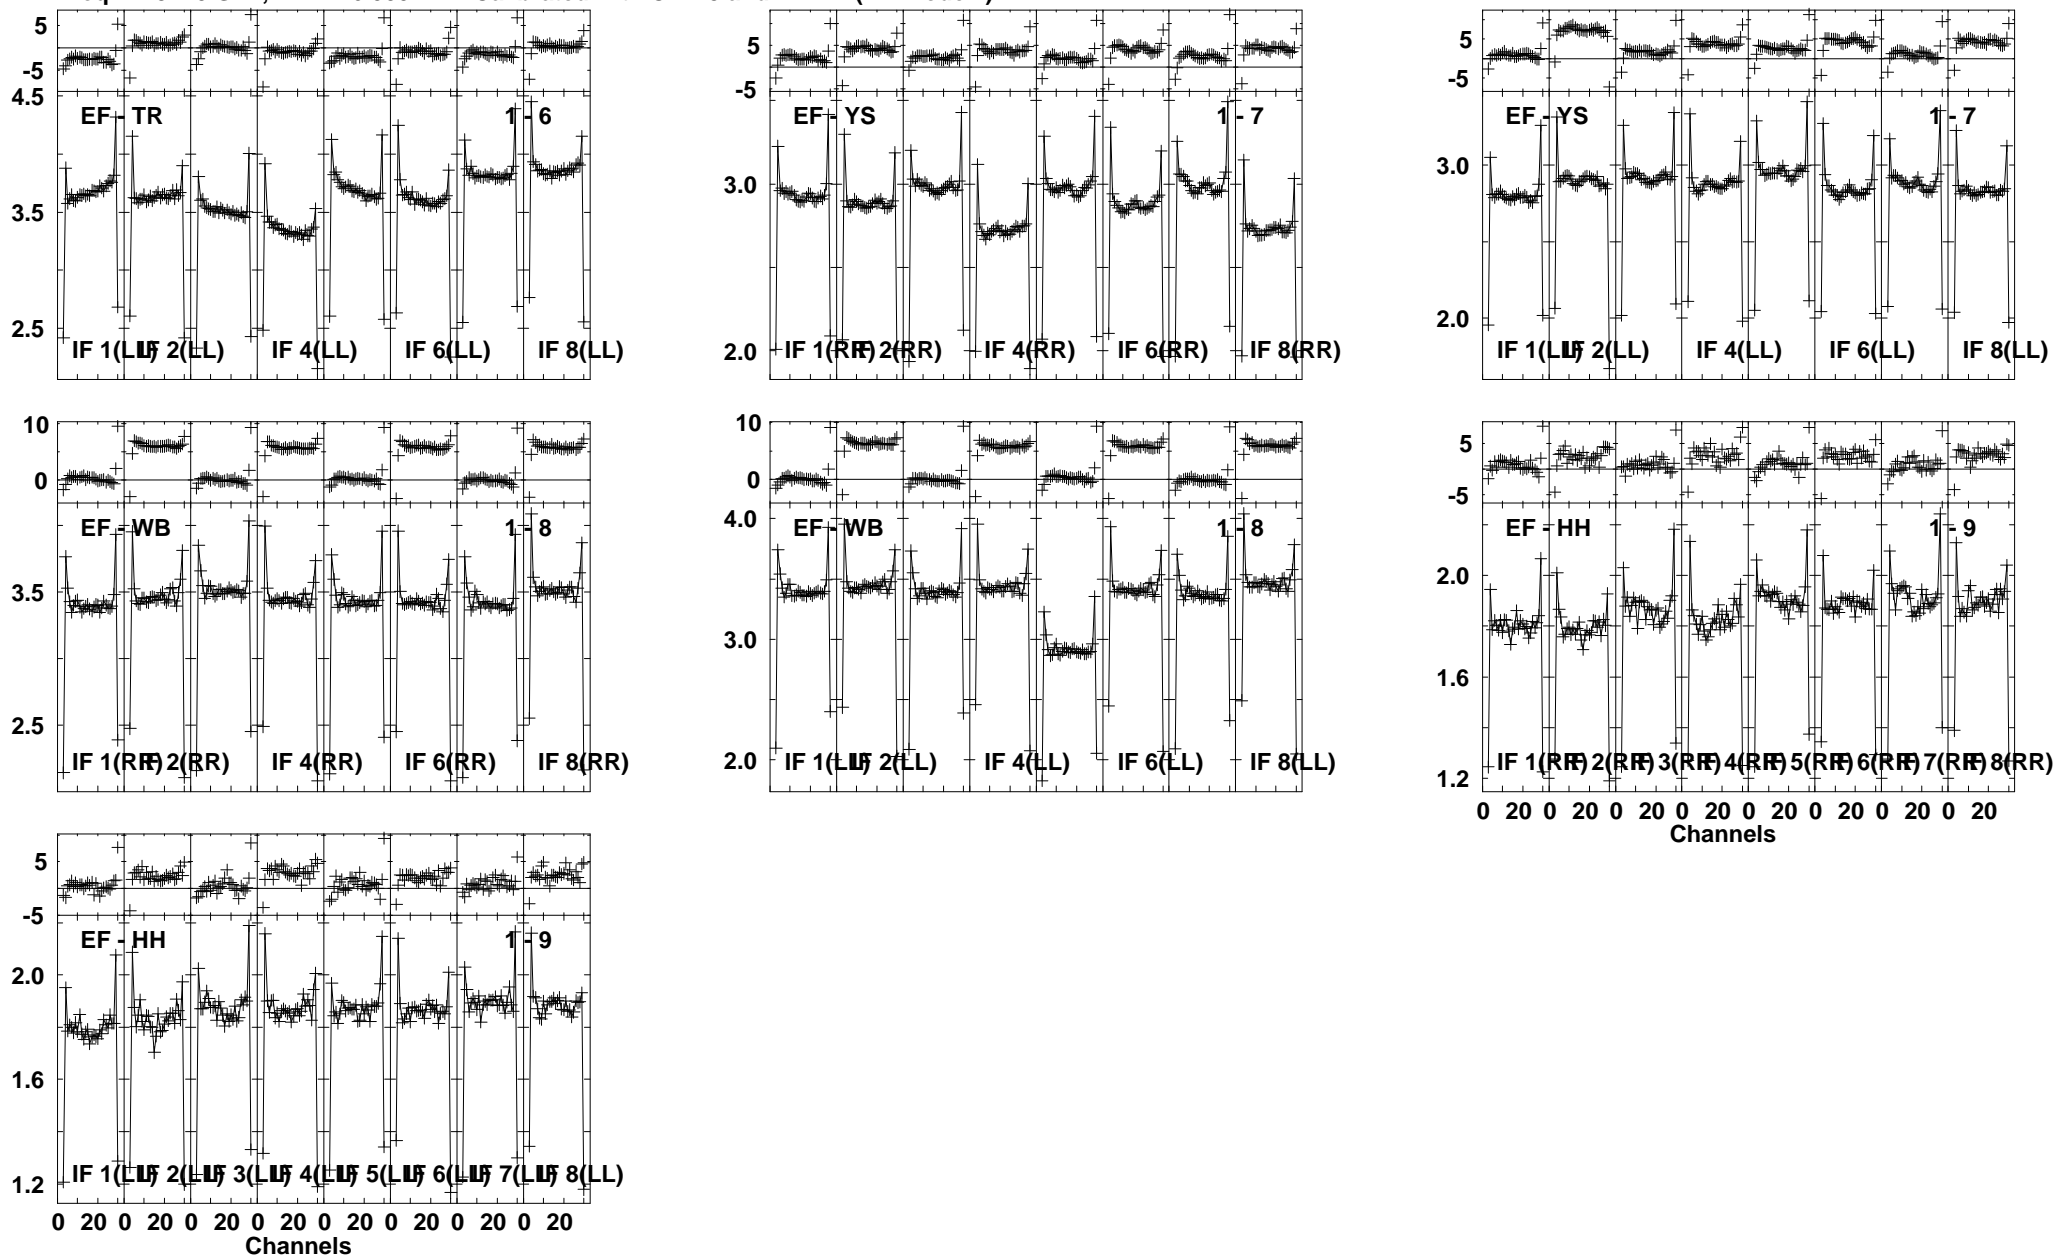 5
-5
4.5
3.5
2.5
EF - TR
1 - 6
IF 1(LL) IF 2(LL) IF 4(LL) IF 6(LL) IF 8(LL)
5
-5
3.0
2.0
EF - YS
1 - 7
IF 1(RR) IF 2(RR) IF 4(RR) IF 6(RR) IF 8(RR)
5
-5
3.0
2.0
EF - YS
1 - 7
IF 1(LL) IF 2(LL) IF 4(LL) IF 6(LL) IF 8(LL)
10
0
3.5
2.5
EF - WB
1 - 8
IF 1(RR) IF 2(RR) IF 4(RR) IF 6(RR) IF 8(RR)
10
0
4.0
3.0
2.0
EF - WB
1 - 8
IF 1(LL) IF 2(LL) IF 4(LL) IF 6(LL) IF 8(LL)
5
-5
2.0
1.6
1.2
EF - HH
1 - 9
IF 1(RR) IF 2(RR) IF 3(RR) IF 4(RR) IF 5(RR) IF 6(RR) IF 7(RR) IF 8(RR)
0 20 0 20 0 20 0 20 0 20 0 20 0 20 0 20
Channels
5
-5
2.0
1.6
1.2
EF - HH
1 - 9
IF 1(LL) IF 2(LL) IF 3(LL) IF 4(LL) IF 5(LL) IF 6(LL) IF 7(LL) IF 8(LL)
0 20 0 20 0 20 0 20 0 20 0 20 0 20 0 20
Channels